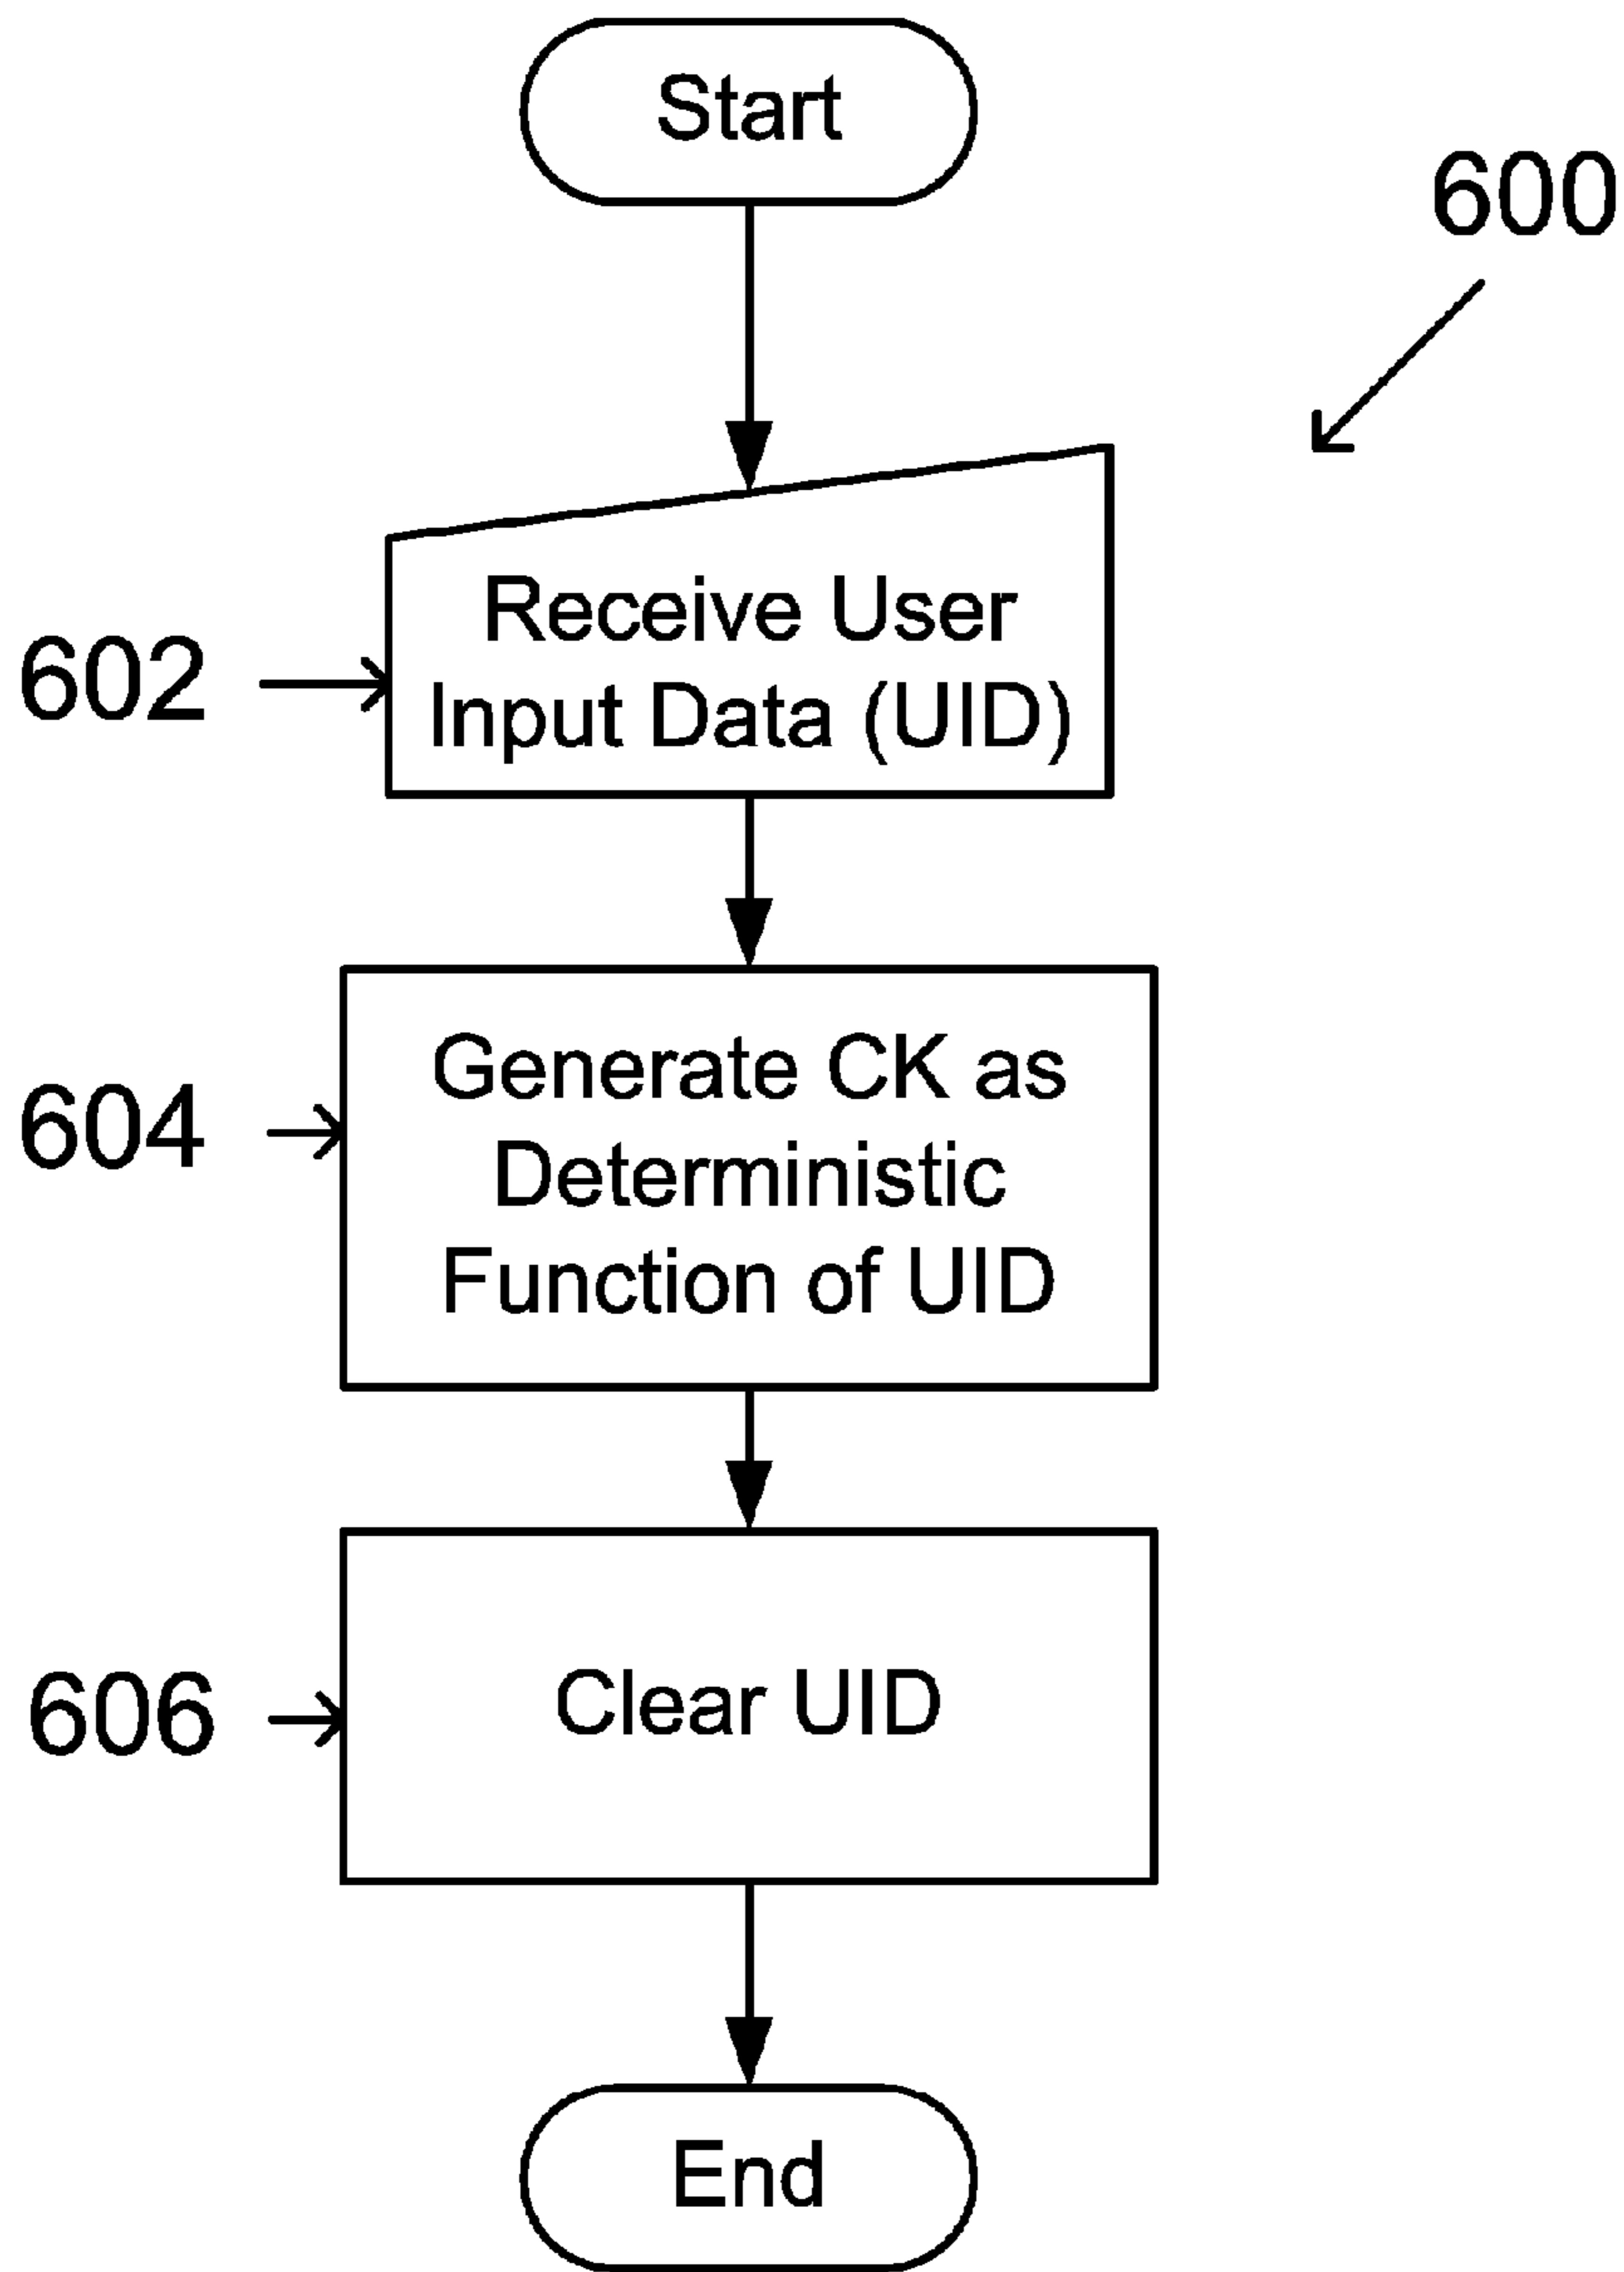 Start
600
Receive User
602
Input Data (UID)
Generate CK as
604
Deterministic
Function of UID
606
Clear UID
End